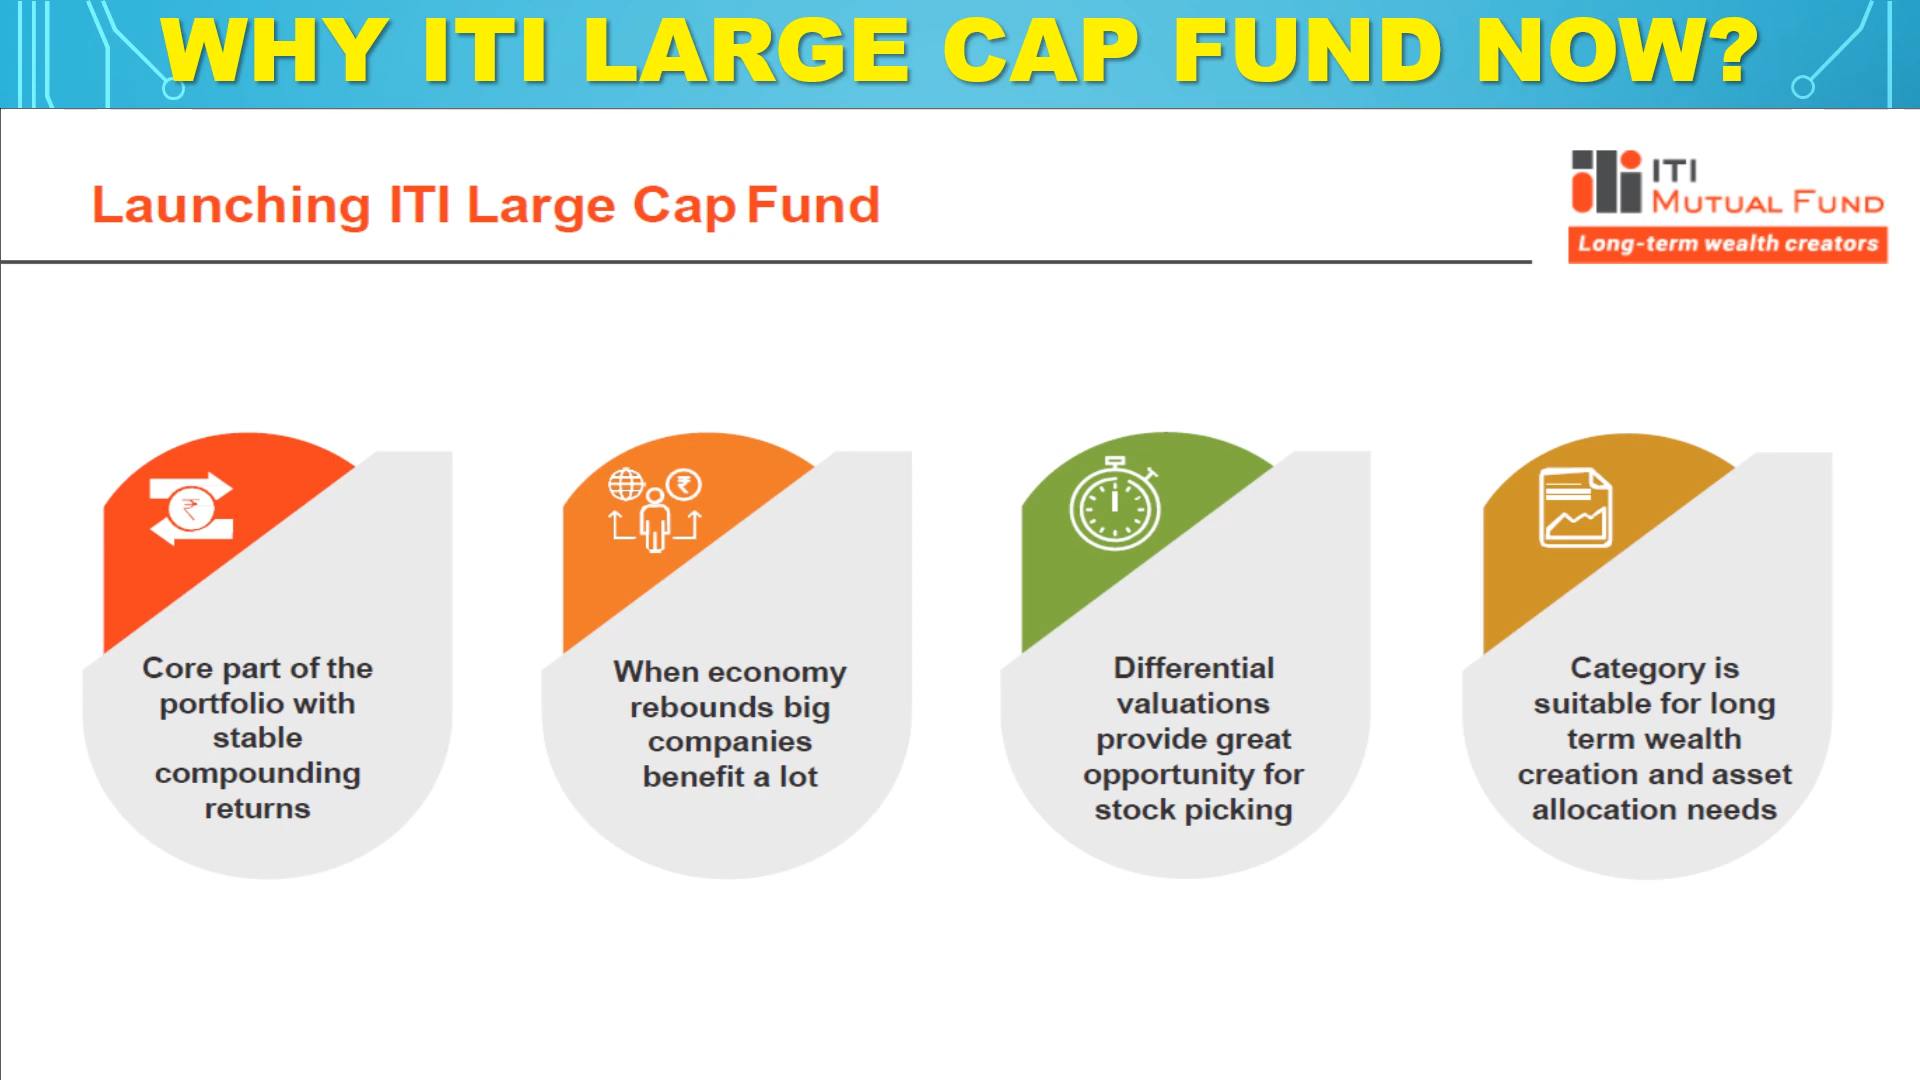 WHY ITI LARGE CAP FUND NOW?
Launching ITI Large Cap Fund
ITI
MUTUAL FUND
Long-term wealth creators
₹
Core part of the
portfolio with
stable
compounding
returns
₹
When economy
rebounds big
companies
benefit a lot
Differential
valuations
provide great
opportunity for
stock picking
Category is
suitable for long
term wealth
creation and asset
allocation needs